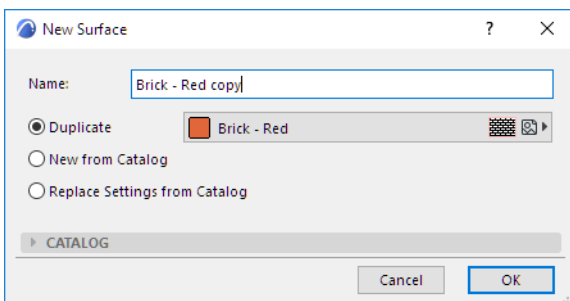 New Surface ?
Name: Brick - Red copy
Duplicate Brick - Red
New from Catalog
Replace Settings from Catalog
CATALOG
Cancel OK